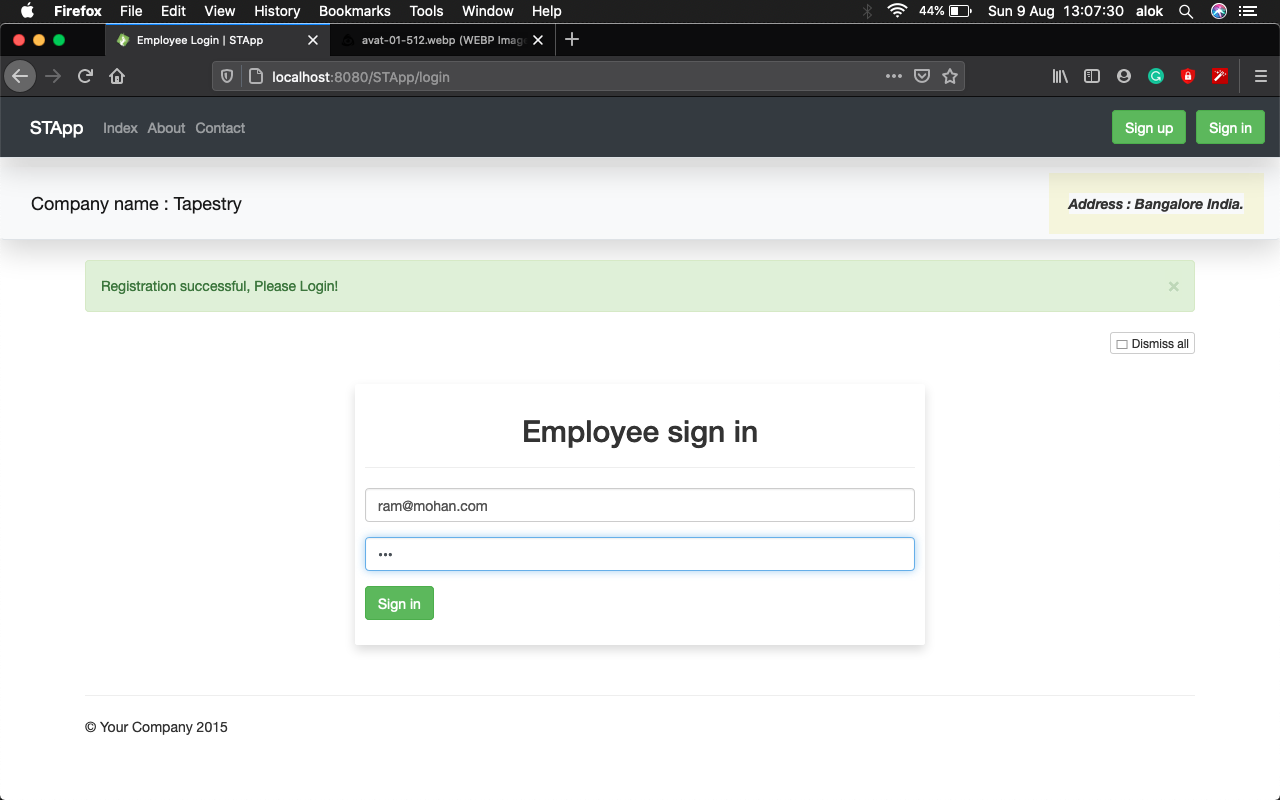 Firefox File Edit View History Bookmarks Tools Window Help 44% Sun 9 Aug 13:07:30 alok
Employee Login | STApp avat-01-512.webp (WEBP Imag
localhost:8080/STApp/login
STApp Index About Contact Sign up Sign in
Company name : Tapestry Address : Bangalore India.
Registration successful, Please Login! ×
Dismiss all
Employee sign in
ram@mohan.com
•••
Sign in
© Your Company 2015